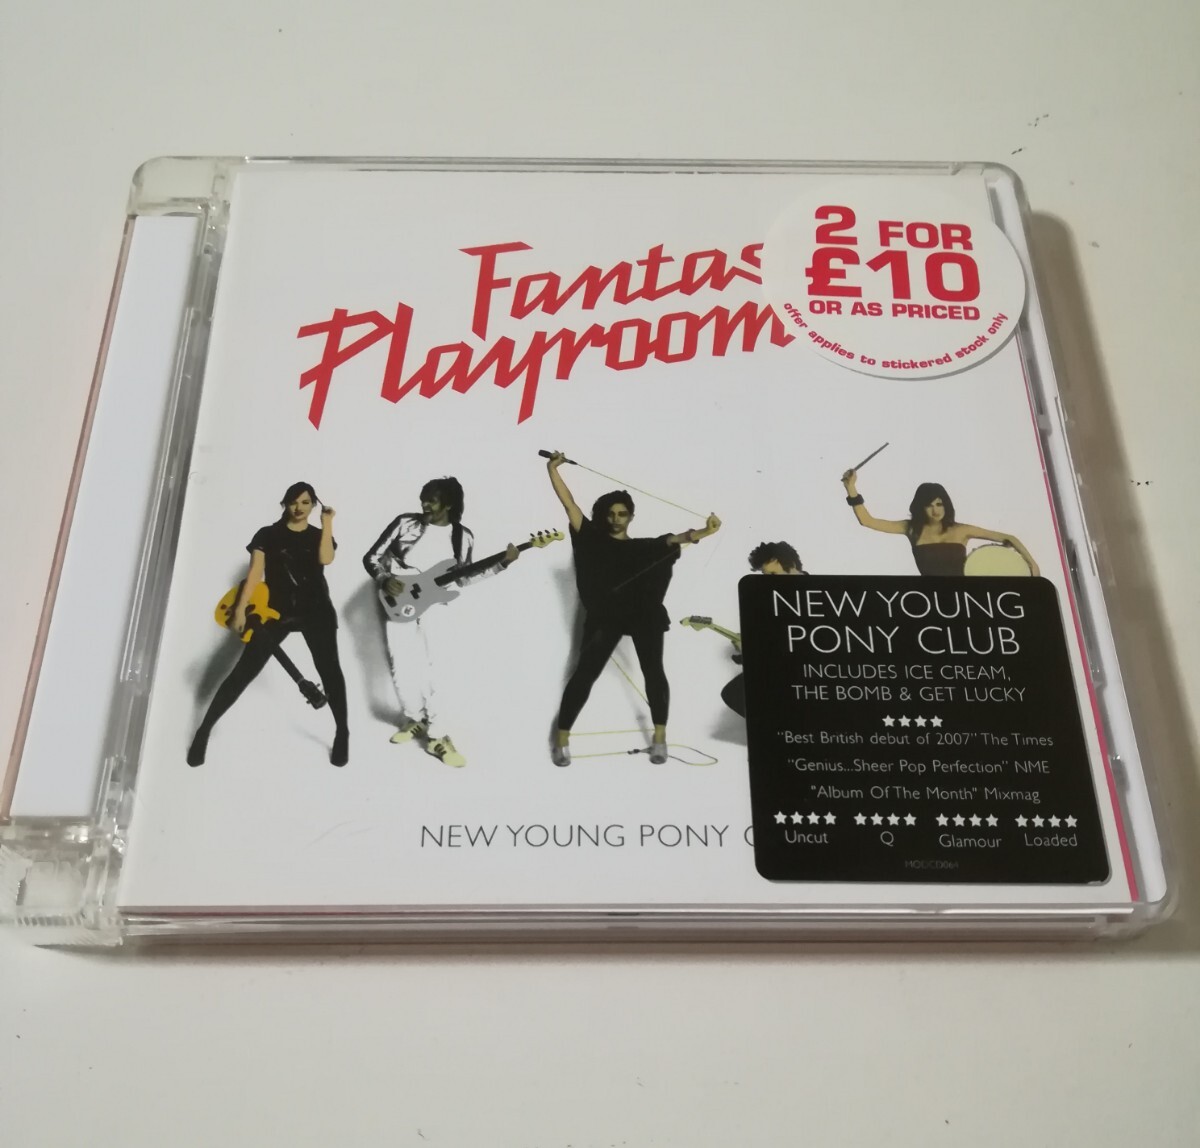 Fantas
Playroom
2 FOR
£10
OR AS PRICED
offer applies to stickered stock only
NEW YOUNG PONY
NEW YOUNG
PONY CLUB
INCLUDES ICE CREAM,
THE BOMB & GET LUCKY
★★★★
"Best British debut of 2007" The Times
"Genius...Sheer Pop Perfection" NME
"Album Of The Month" Mixmag
★★★★ ★★★★ ★★★★ ★★★★
Uncut Q Glamour Loaded